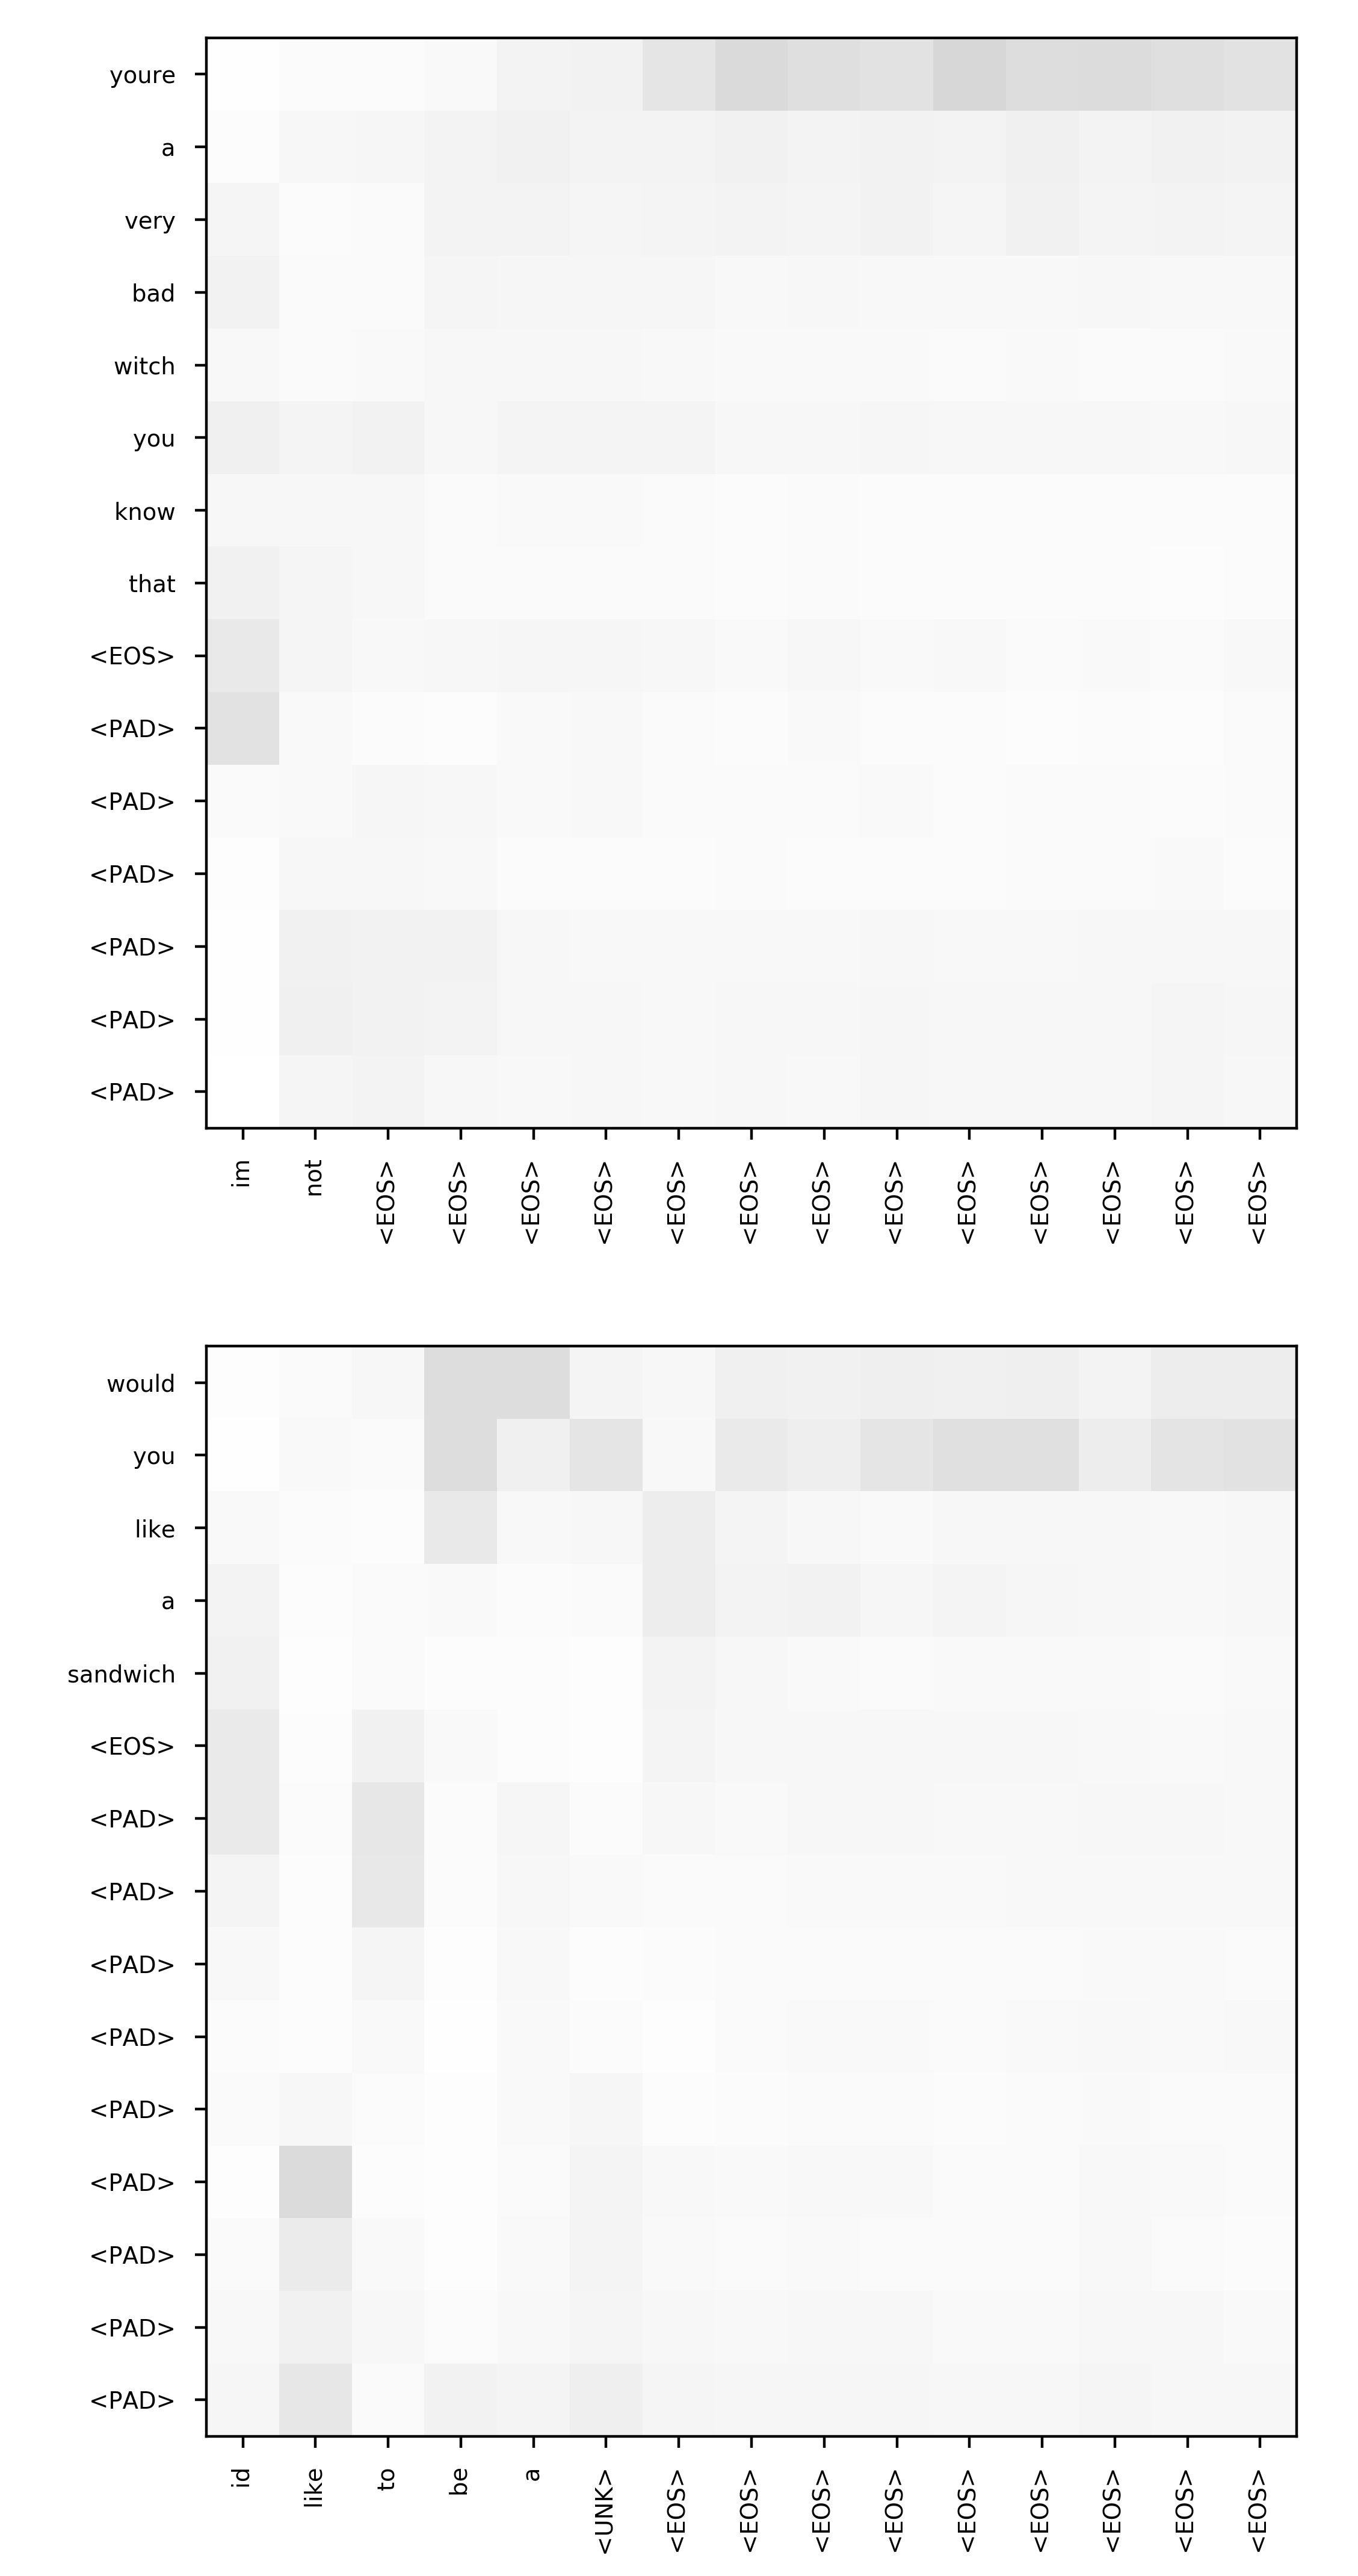 youre
a
very
bad
witch
you
know
that
<EOS>
<PAD>
<PAD>
<PAD>
<PAD>
<PAD>
<PAD>
im not <EOS> <EOS> <EOS> <EOS> <EOS> <EOS> <EOS> <EOS> <EOS> <EOS> <EOS> <EOS> <EOS>
would
you
like
a
sandwich
<EOS>
<PAD>
<PAD>
<PAD>
<PAD>
<PAD>
<PAD>
<PAD>
<PAD>
<PAD>
id like to be a <UNK> <EOS> <EOS> <EOS> <EOS> <EOS> <EOS> <EOS> <EOS> <EOS>